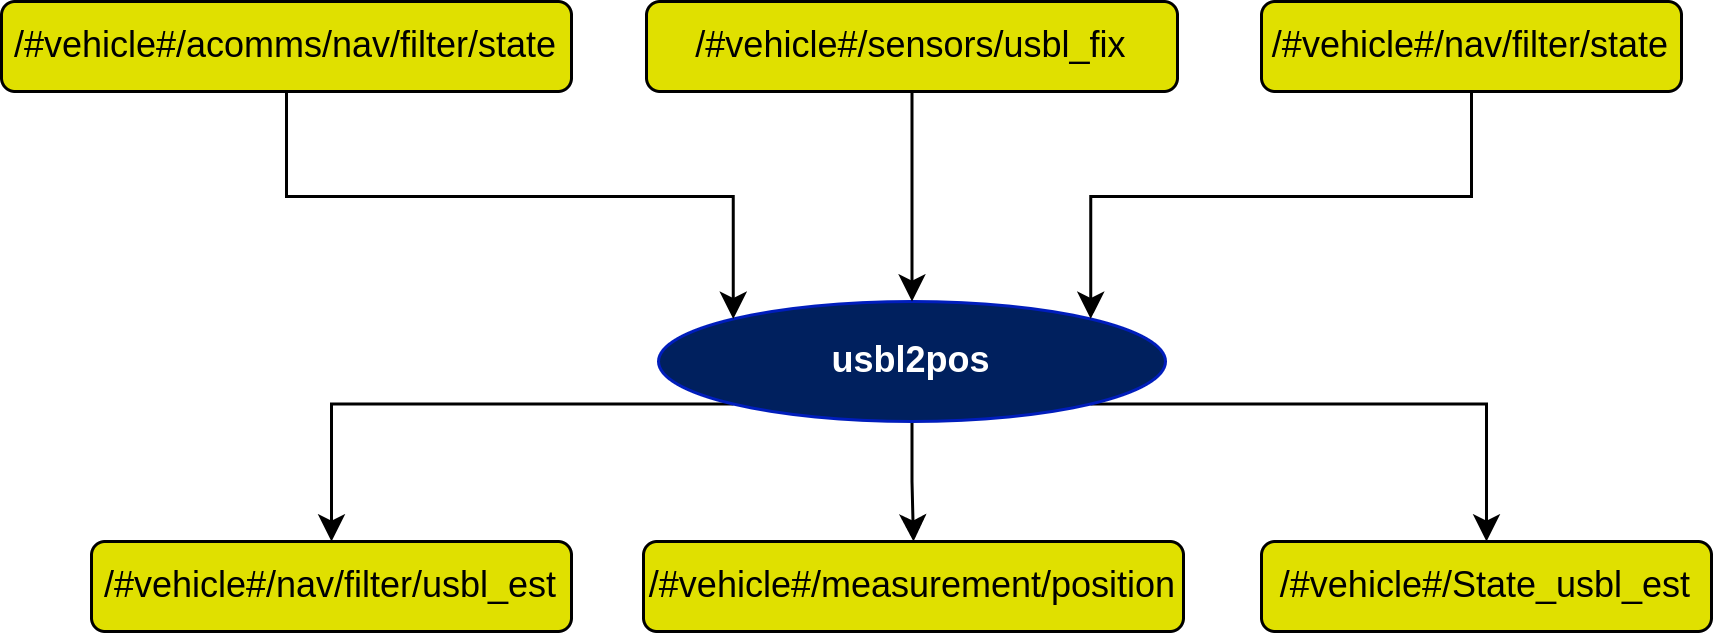 /#vehicle#/acomms/nav/filter/state
/#vehicle#/sensors/usbl_fix
/#vehicle#/nav/filter/state
usbl2pos
/#vehicle#/nav/filter/usbl_est
/#vehicle#/measurement/position
/#vehicle#/State_usbl_est